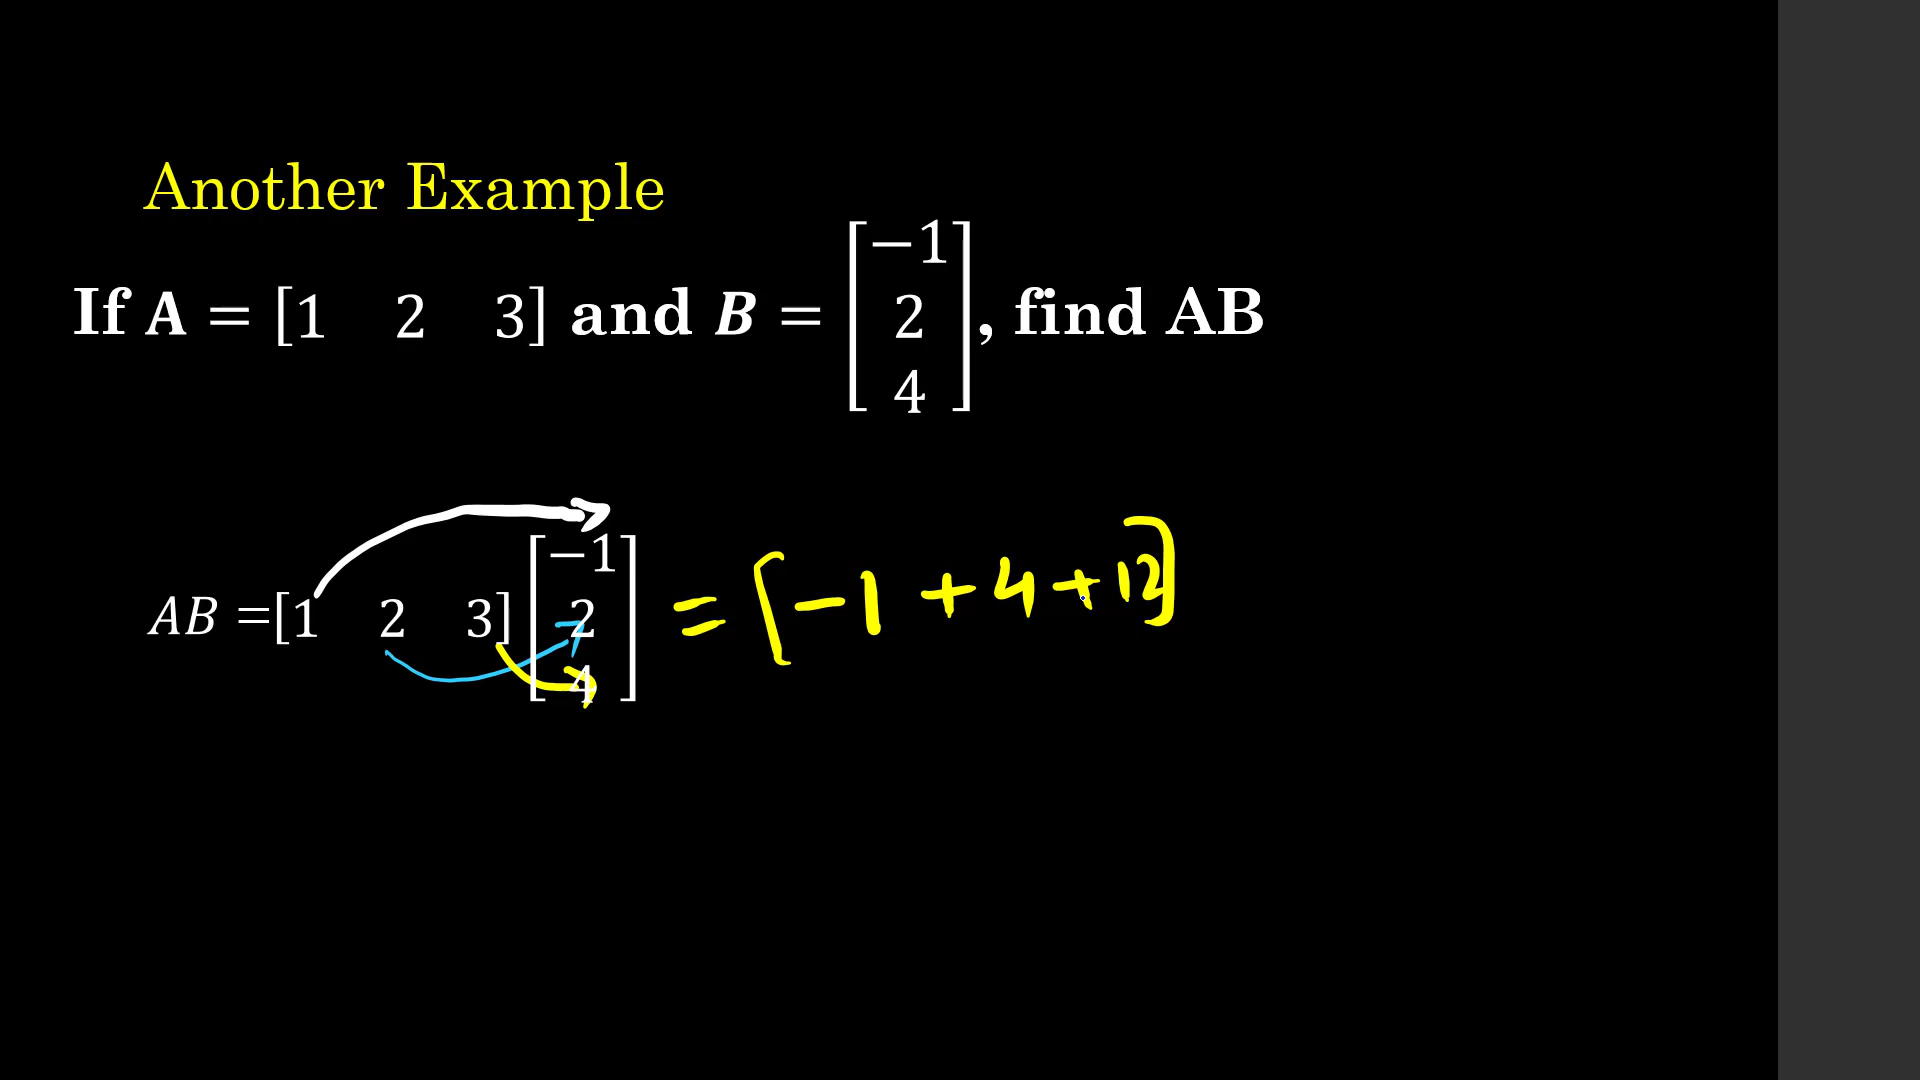 Another Example
If A = [1 2 3] and B = [−1 2 4], find AB
AB =[1 2 3] [−1 2 4] = [−1 + 4 + 12]